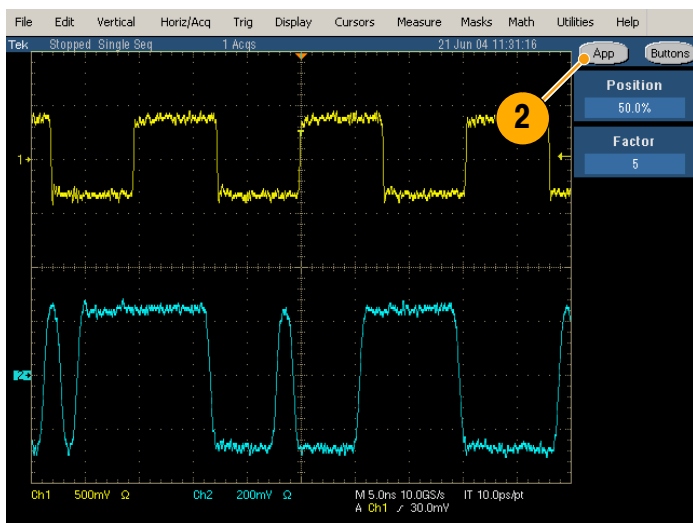 File Edit Vertical Horiz/Acq Trig Display Cursors Measure Masks Math Utilities Help
Tek Stopped Single Seq 1 Acqs 21 Jun 04 11:31:16
App Buttons
Position
50.0%
2
Factor
5
1
2
Ch1 500mV Ω Ch2 200mV Ω M 5.0ns 10.0GS/s IT 10.0ps/pt
A Ch1 / 30.0mV